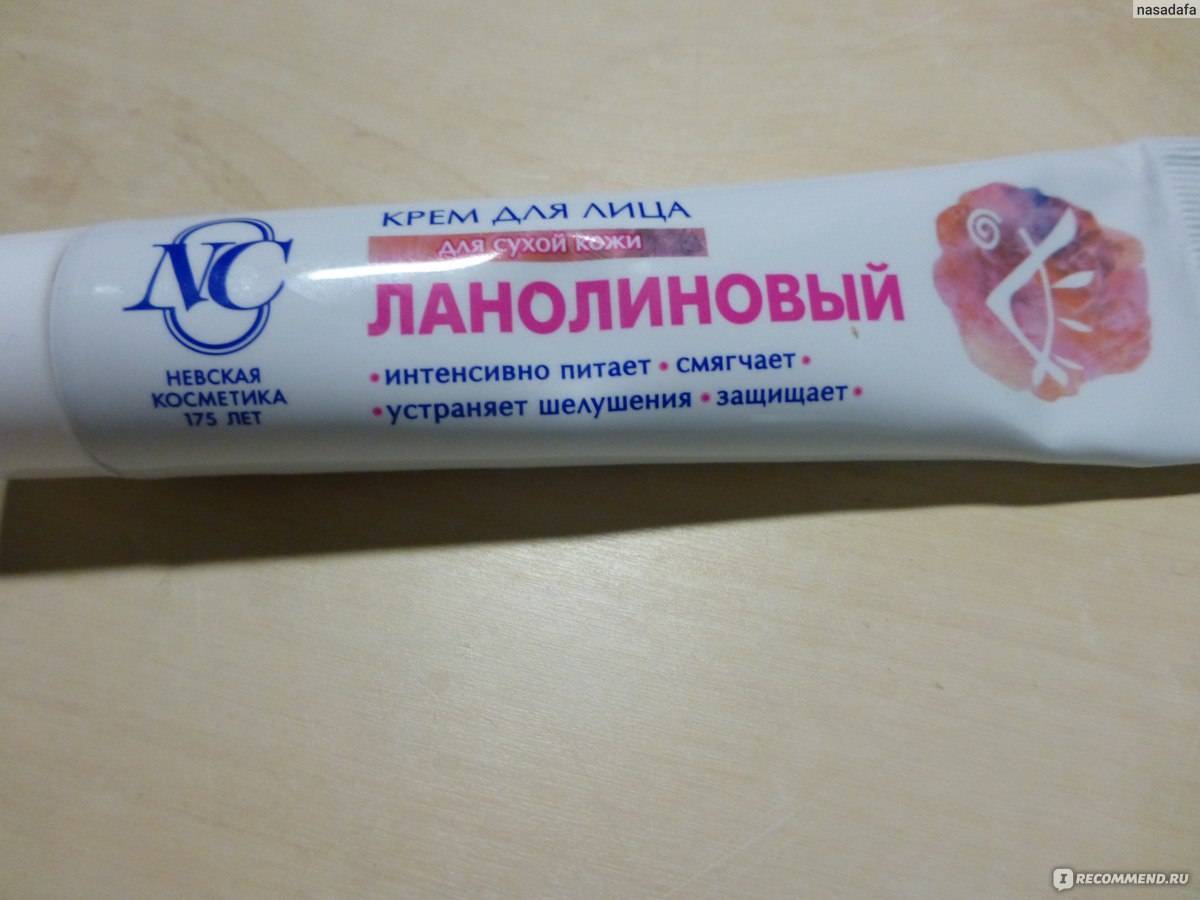 nasadafa
КРЕМ ДЛЯ ЛИЦА
для сухой кожи
ЛАНОЛИНОВЫЙ
•интенсивно питает • смягчает•
•устраняет шелушения •защищает•
NC
НЕВСКАЯ
КОСМЕТИКА
175 ЛЕТ
IRECOMMEND.RU